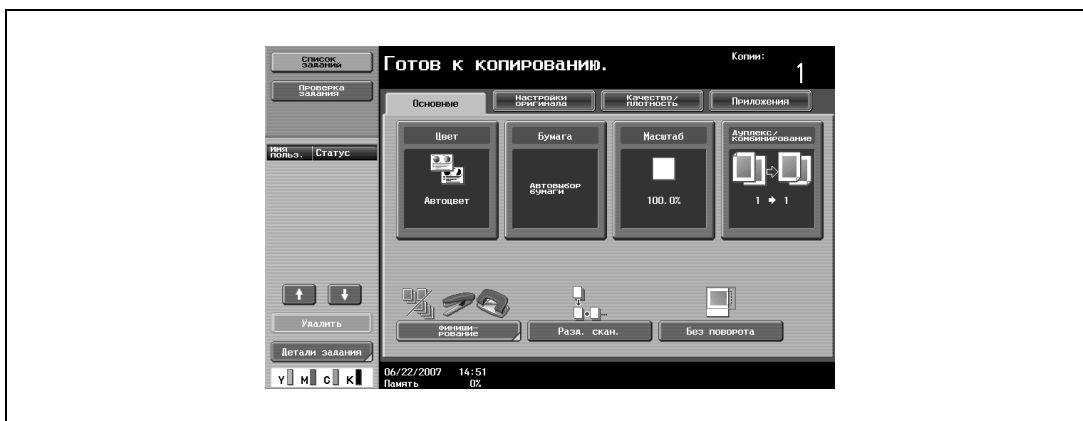 Список
заданий
Проверка
задания
Имя
польз.
Статус
Удалить
Детали задания
Y M C K
Готов к копированию.
Копии:
1
Основные
Настройки
оригинала
Качество/
плотность
Приложения
Цвет
Автоцвет
Бумага
Автовыбор
бумаги
Масштаб
100.0%
Дуплекс/
комбинирование
1 → 1
Финиши-
рование
Разд. скан.
Без поворота
06/22/2007 14:51
Память 0%